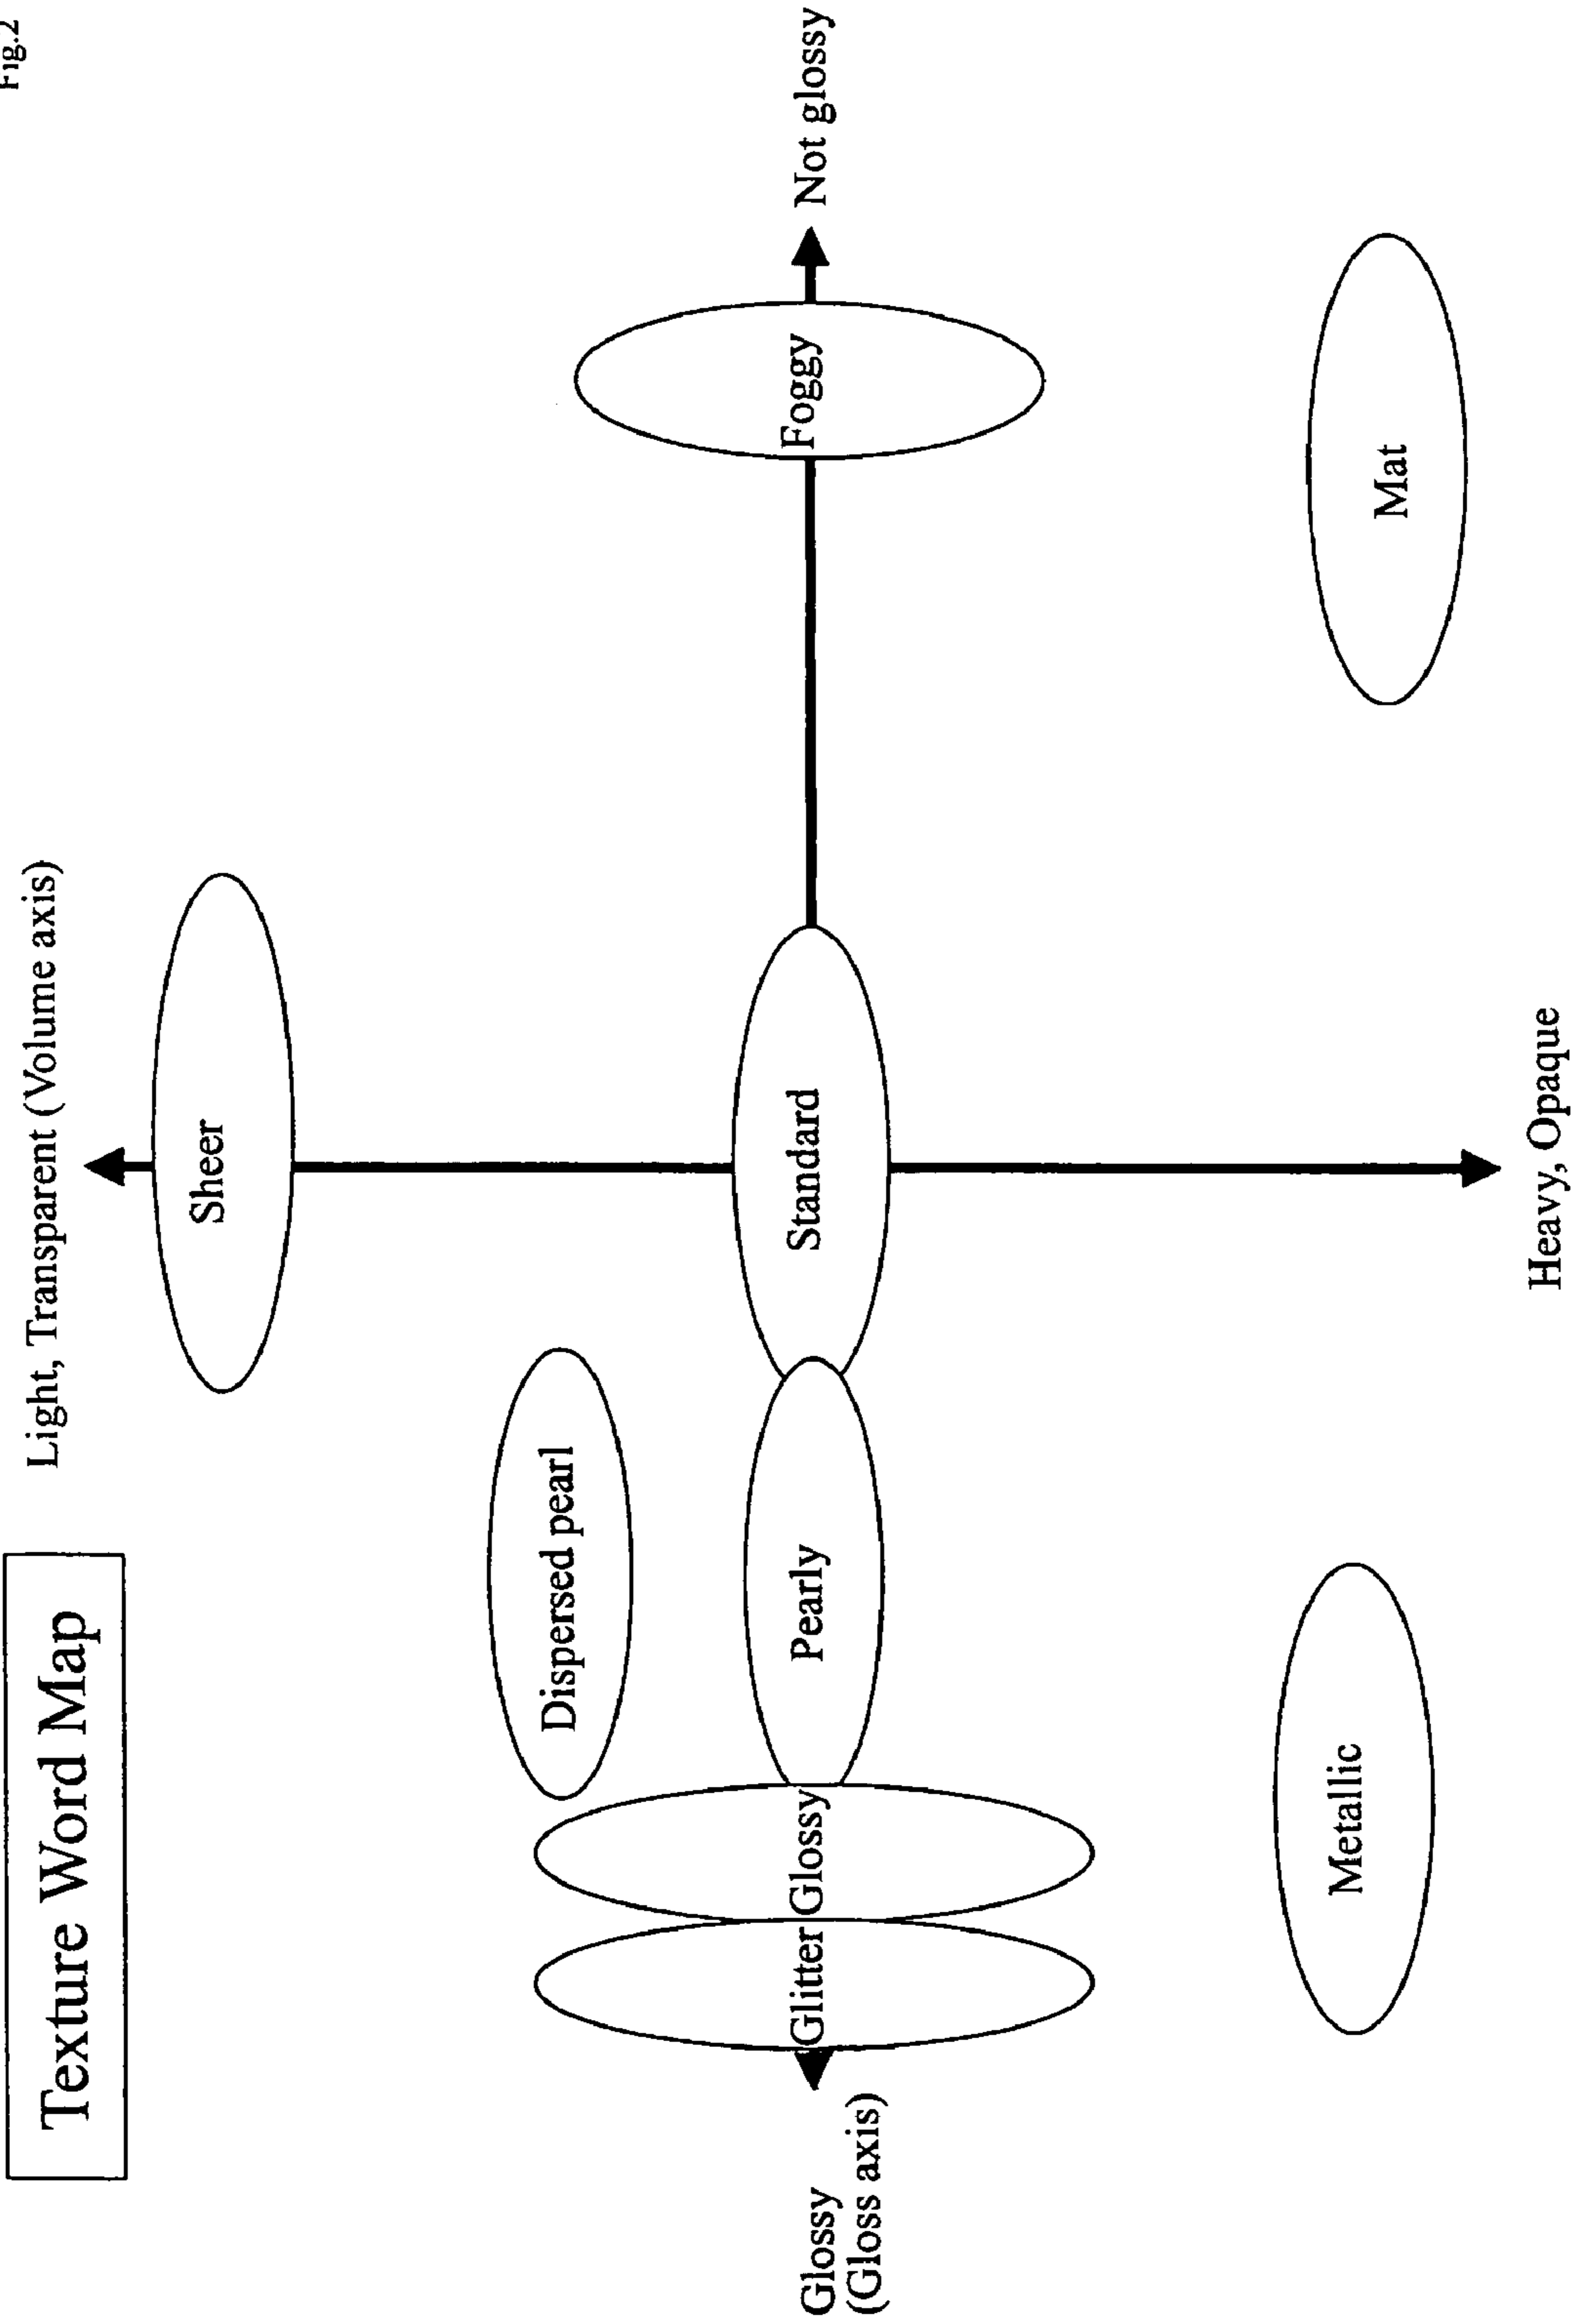 Fig.2
Texture Word Map
Light, Transparent (Volume axis)
Sheer
Dispersed pearl
Glossy
(Gloss axis)
Glitter
Glossy
Pearly
Standard
Foggy
Not glossy
Metallic
Mat
Heavy, Opaque